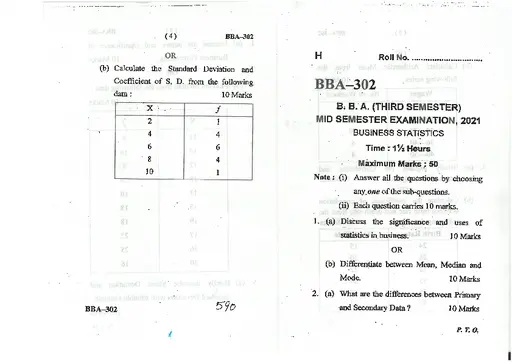 (4)
BBA–302
OR
(b) Calculate the Standard Deviation and
Coefficient of S. D. from the following
data :
10 Marks
X f
2 1
4 4
6 6
8 4
10 1
BBA–302
590
H
Roll No. ..............................
BBA–302
B. B. A. (THIRD SEMESTER)
MID SEMESTER EXAMINATION, 2021
BUSINESS STATISTICS
Time : 1½ Hours
Maximum Marks : 50
Note : (i) Answer all the questions by choosing
any one of the sub-questions.
(ii) Each question carries 10 marks.
1. (a) Discuss the significance and uses of
statistics in business. 10 Marks
OR
(b) Differentiate between Mean, Median and
Mode. 10 Marks
2. (a) What are the differences between Primary
and Secondary Data ? 10 Marks
P. T. O.